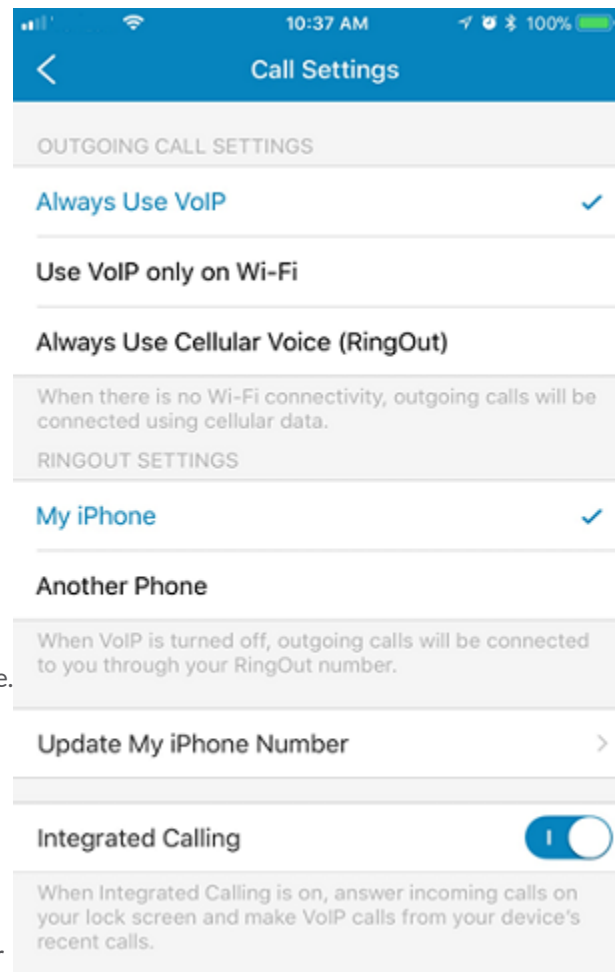 10:37 AM
100%
Call Settings
OUTGOING CALL SETTINGS
Always Use VoIP
Use VoIP only on Wi-Fi
Always Use Cellular Voice (RingOut)
When there is no Wi-Fi connectivity, outgoing calls will be
connected using cellular data.
RINGOUT SETTINGS
My iPhone
Another Phone
When VoIP is turned off, outgoing calls will be connected
to you through your RingOut number.
e.
Update My iPhone Number
Integrated Calling
When Integrated Calling is on, answer incoming calls on
your lock screen and make VoIP calls from your device's
recent calls.